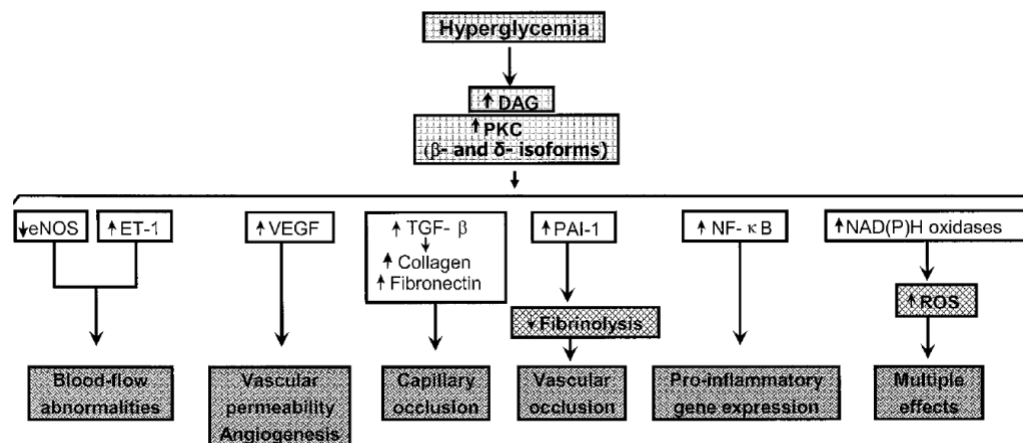 Hyperglycemia
↑ DAG
↑ PKC
(β- and δ- isoforms)
↓eNOS
↑ET-1
↑VEGF
↑ TGF- β
↑ Collagen
↑ Fibronectin
↑PAI-1
↑ NF- κB
↑NAD(P)H oxidases
↓Fibrinolysis
↑ ROS
Blood-flow
abnormalities
Vascular
permeability
Angiogenesis
Capillary
occlusion
Vascular
occlusion
Pro-inflammatory
gene expression
Multiple
effects